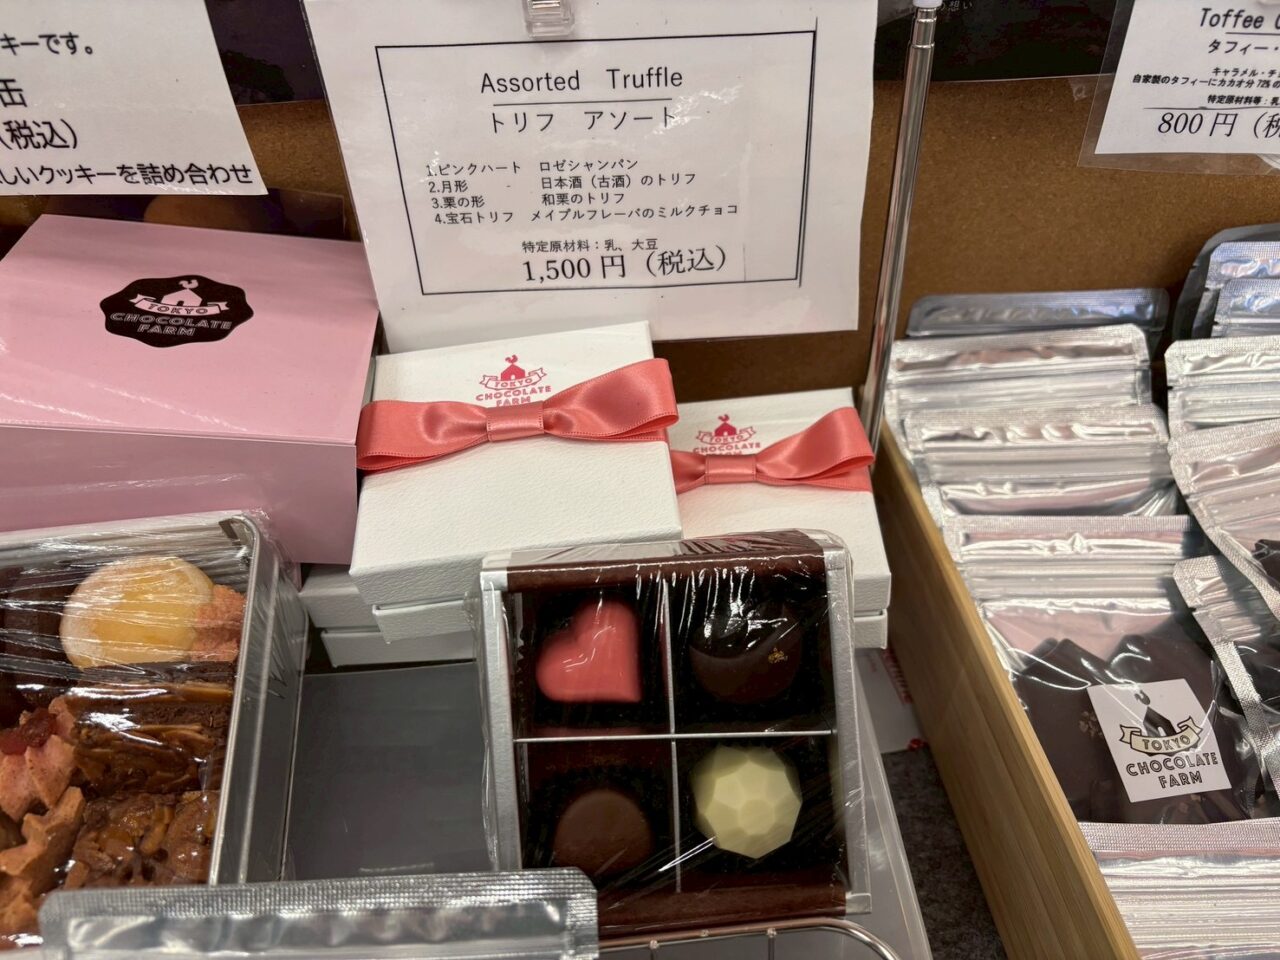 キーです。
缶
（税込）
しいクッキーを詰め合わせ
Assorted Truffle
トリフ アソート
1.ピンクハート ロゼシャンパン
2.月形 日本酒（古酒）のトリフ
3.栗の形 和栗のトリフ
4.宝石トリフ メイプルフレーバのミルクチョコ
特定原材料：乳、大豆
1,500円（税込）
Toffee
タフィー・
キャラメル・チ
自家製のタフィーにカカオ分72%の
特定原材料等：乳
800円（税
TOKYO
CHOCOLATE
FARM
TOKYO
CHOCOLATE
FARM
TOKYO
CHOCOLATE
TOKYO
CHOCOLATE
FARM